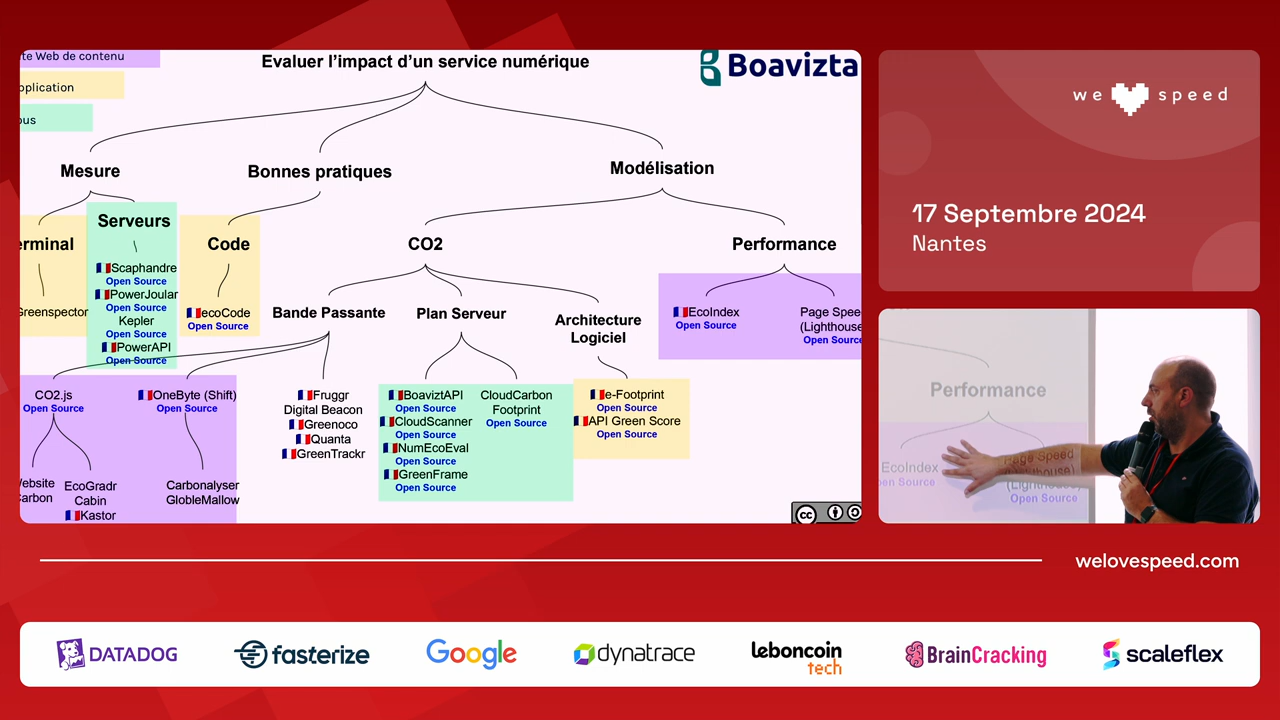 te Web de contenu
pplication
ous
Evaluer l'impact d'un service numérique
Boavizta
Mesure
Bonnes pratiques
Modélisation
erminal
Serveurs
Code
CO2
Performance
Scaphandre
Open Source
PowerJoular
Open Source
Kepler
Open Source
PowerAPI
Open Source
Greenspector
ecoCode
Open Source
Bande Passante
Plan Serveur
Architecture
Logiciel
EcoIndex
Open Source
Page Spee
(Lighthouse
Open Source
CO2.js
Open Source
OneByte (Shift)
Open Source
Fruggr
Digital Beacon
Greenoco
Quanta
GreenTrackr
BoaviztAPI
Open Source
CloudScanner
Open Source
NumEcoEval
Open Source
GreenFrame
Open Source
CloudCarbon
Footprint
Open Source
e-Footprint
Open Source
API Green Score
Open Source
ebsite
Carbon
EcoGradr
Cabin
Kastor
Carbonalyser
GlobleMallow
cc
we speed
17 Septembre 2024
Nantes
Performance
EcoIndex
en Source
Page Speed
(Lighthouse)
Open Source
welovespeed.com
DATADOG
fasterize
Google
dynatrace
leboncoin
tech
BrainCracking
scaleflex